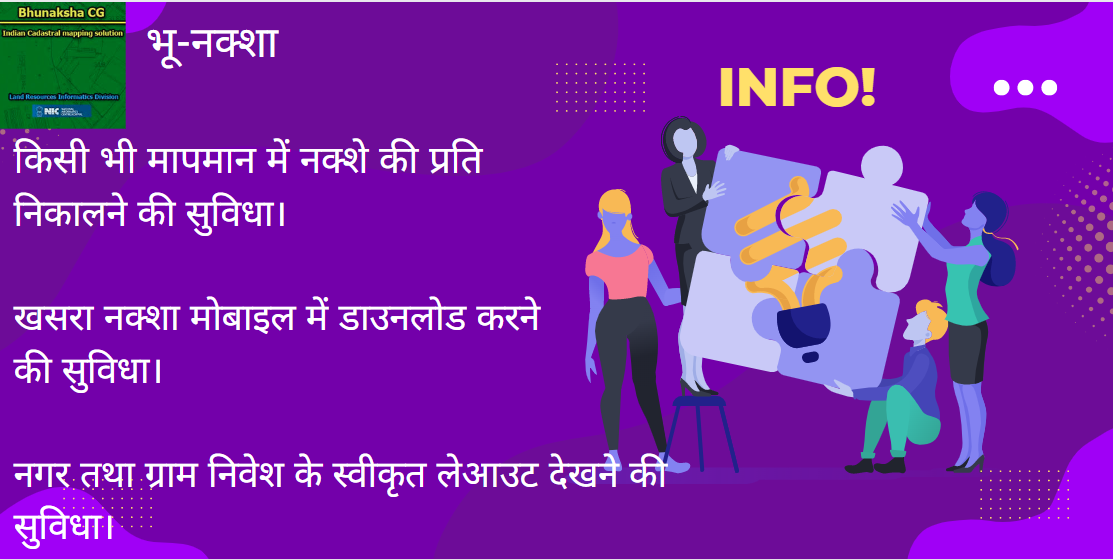 Bhunaksha CG
Indian Cadastral mapping solution
Land Resources Informatics Division
NIC
भू-नक्शा
INFO!
किसी भी मापमान में नक्शे की प्रति
निकालने की सुविधा।
खसरा नक्शा मोबाइल में डाउनलोड करने
की सुविधा।
नगर तथा ग्राम निवेश के स्वीकृत लेआउट देखने की
सुविधा।